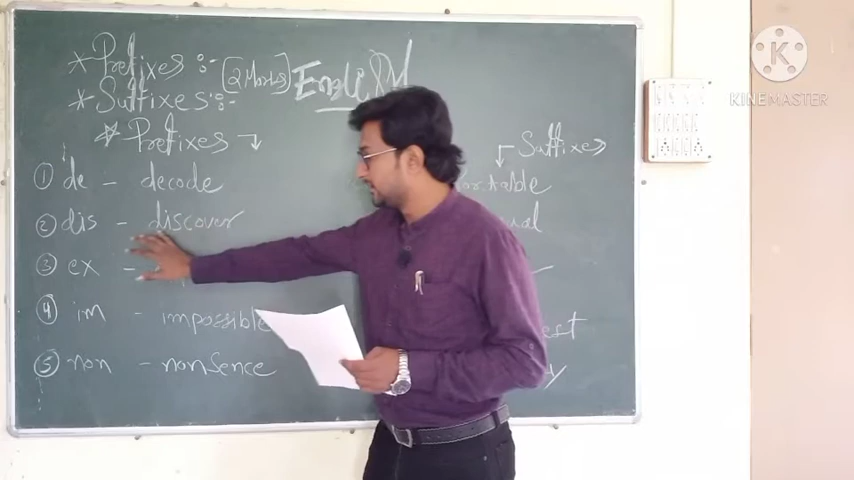 * Prefixes :- [2 Marks] English
* Suffixes :-
* Prefixes
Suffixes
① de - decode
② dis - discover
③ ex -
④ im - impossible
⑤ non - nonsence
table
KINEMASTER